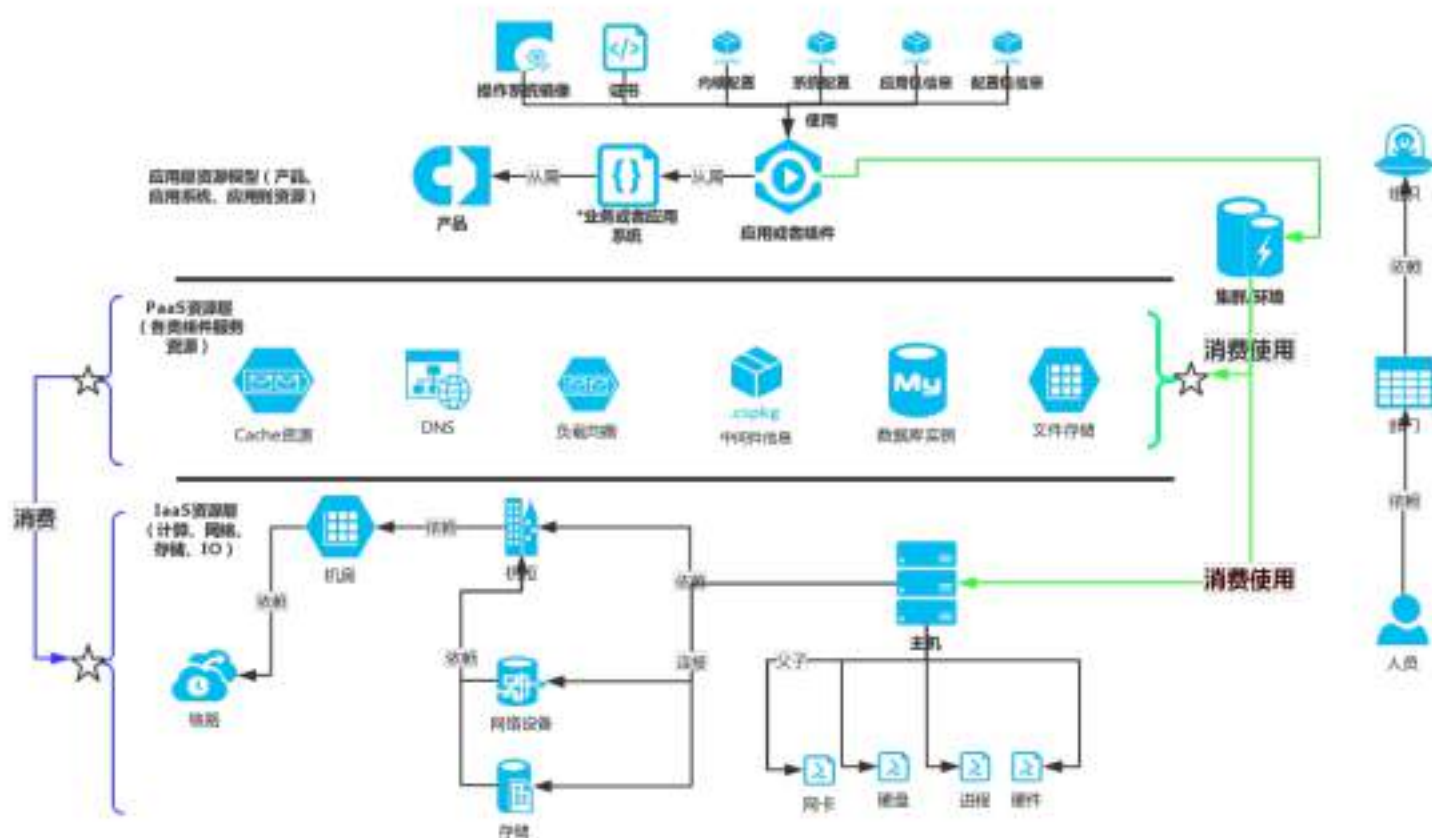 操作系统镜像
证书
内核配置
系统配置
应用包信息
配置包信息
使用
应用层资源模型（产品、
应用系统、应用的资源）
产品
从属
*业务或者应用
系统
从属
应用或者组件
组织
依赖
部门
依赖
人员
集群/环境
PaaS资源层
（各类组件服务
资源）
消费使用
Cache资源
DNS
负载均衡
.cspkg
中间件信息
My
数据库实例
文件存储
消费
IaaS资源层
（计算、网络、
存储、IO）
机房
依赖
机柜
依赖
依赖
主机
消费使用
依赖
连接
父子
网络设备
存储
网卡
硬盘
进程
硬件